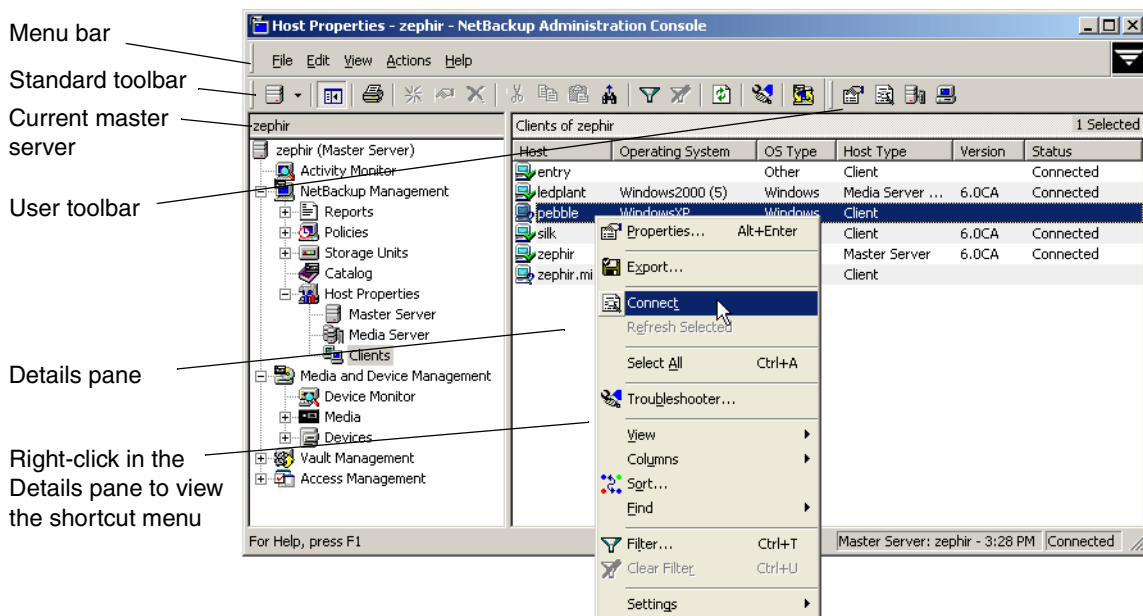 Host Properties - zephir - NetBackup Administration Console
Menu bar
File Edit View Actions Help
Standard toolbar
Current master
server
User toolbar
Details pane
Right-click in the
Details pane to view
the shortcut menu
zephir
zephir (Master Server)
Activity Monitor
NetBackup Management
Reports
Policies
Storage Units
Catalog
Host Properties
Master Server
Media Server
Clients
Media and Device Management
Device Monitor
Media
Devices
Vault Management
Access Management
Clients of zephir 1 Selected
Host Operating System OS Type Host Type Version Status
entry Other Client Connected
ledplant Windows2000 (5) Windows Media Server ... 6.0CA Connected
pebble WindowsXP Windows Client
silk Client 6.0CA Connected
zephir Master Server 6.0CA Connected
zephir.mi Client
Properties... Alt+Enter
Export...
Connect
Refresh Selected
Select All Ctrl+A
Troubleshooter...
View
Columns
Sort...
Find
Filter... Ctrl+T
Clear Filter Ctrl+U
Settings
For Help, press F1 Master Server: zephir - 3:28 PM Connected